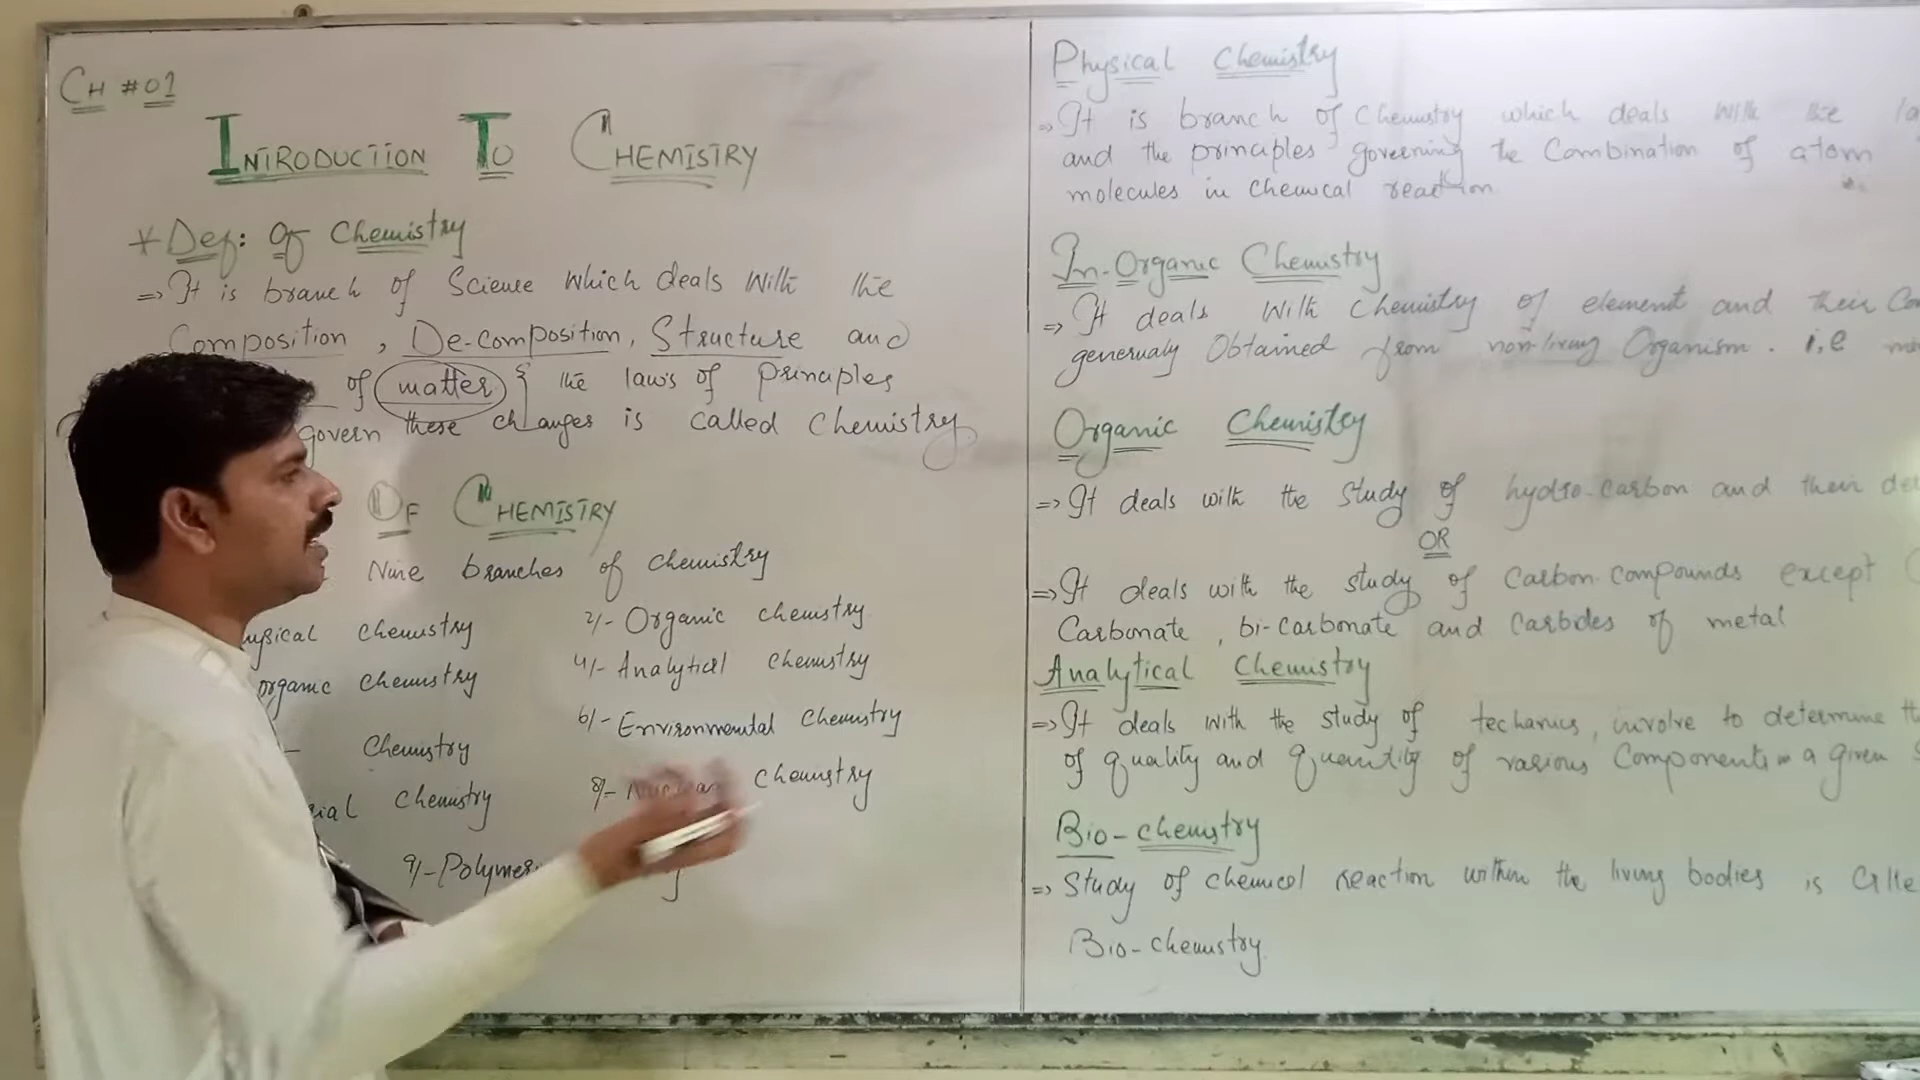 CH #01
INTRODUCTION TO CHEMISTRY
* Def: Of Chemistry
=> It is branch of Science which deals with the
Composition, De-composition, Structure and
of matter & the laws of principles
govern these changes is called Chemistry
OF CHEMISTRY
Nine branches of chemistry
chemistry 2/- Organic chemistry
organic chemistry 4/- Analytical chemistry
- Chemistry 6/- Environmental Chemistry
Chemistry 8/- chemistry
9/- Polymer
Physical Chemistry
=> It is branch of Chemistry which deals with the
and the principles goverining the Combination of atom
molecules in chemical reaction
In-Organic Chemistry
=> It deals with chemistry of element and their
generualy Obtained from non-living Organism. i,e
Organic Chemistry
=> It deals with the study of hydro-carbon and their
OR
=> It deals with the study of Carbon-compounds except
Carbonate, bi-carbonate and Carbides of metal
Analytical Chemistry
=> It deals with the study of techanics, involve to determine
of quality and quantity of various Components in a given
Bio-chemistry
=> Study of chemical reaction within the living bodies is
Bio-chemistry